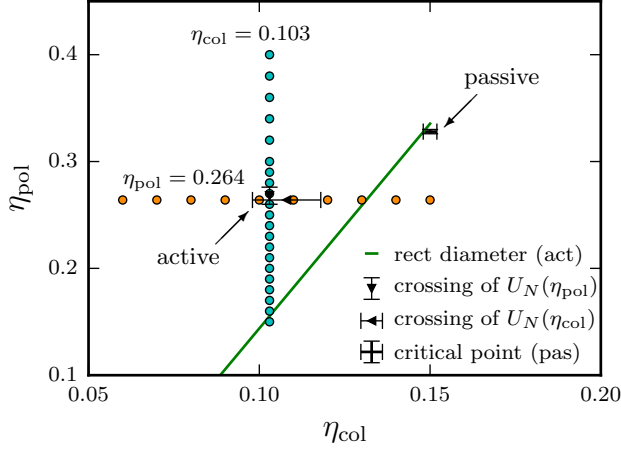 η_col = 0.103
0.4
passive
0.3
η_pol
η_pol = 0.264
0.2
active
rect diameter (act)
crossing of U_N(η_pol)
crossing of U_N(η_col)
critical point (pas)
0.1
0.05
0.10
0.15
0.20
η_col